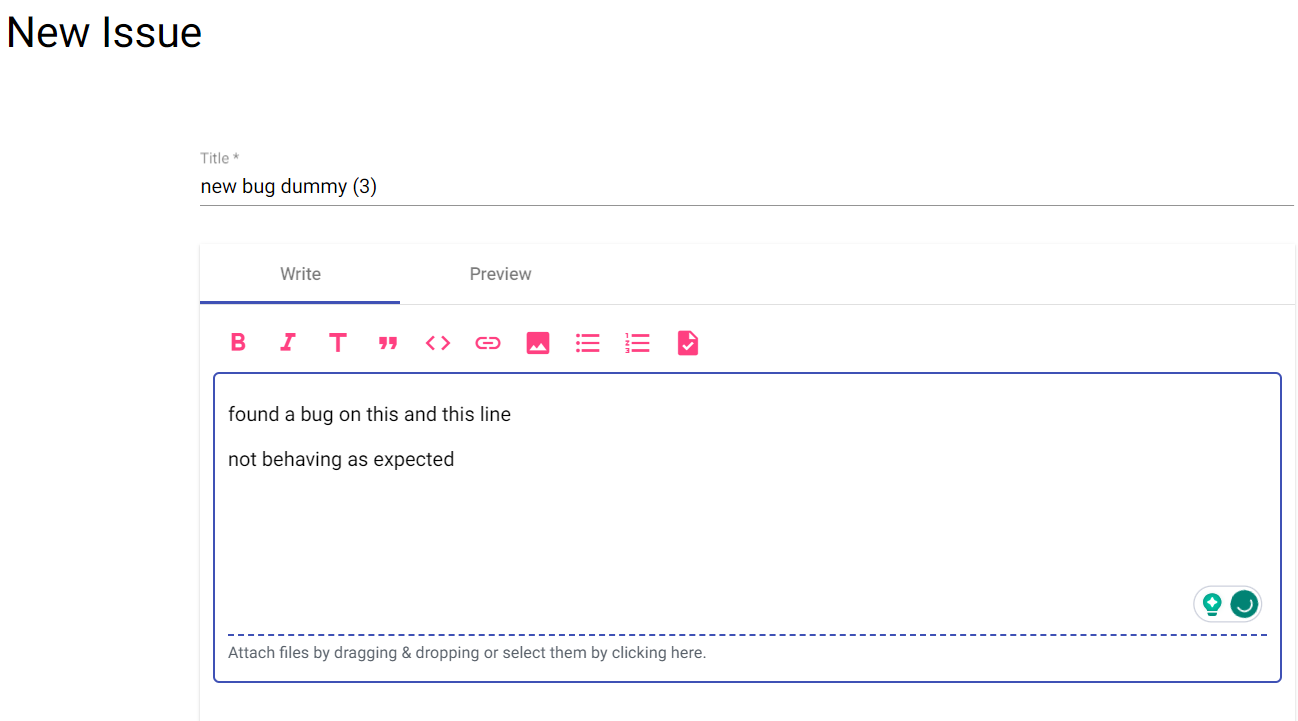 New Issue
Title *
new bug dummy (3)
Write Preview
found a bug on this and this line
not behaving as expected
Attach files by dragging & dropping or select them by clicking here.